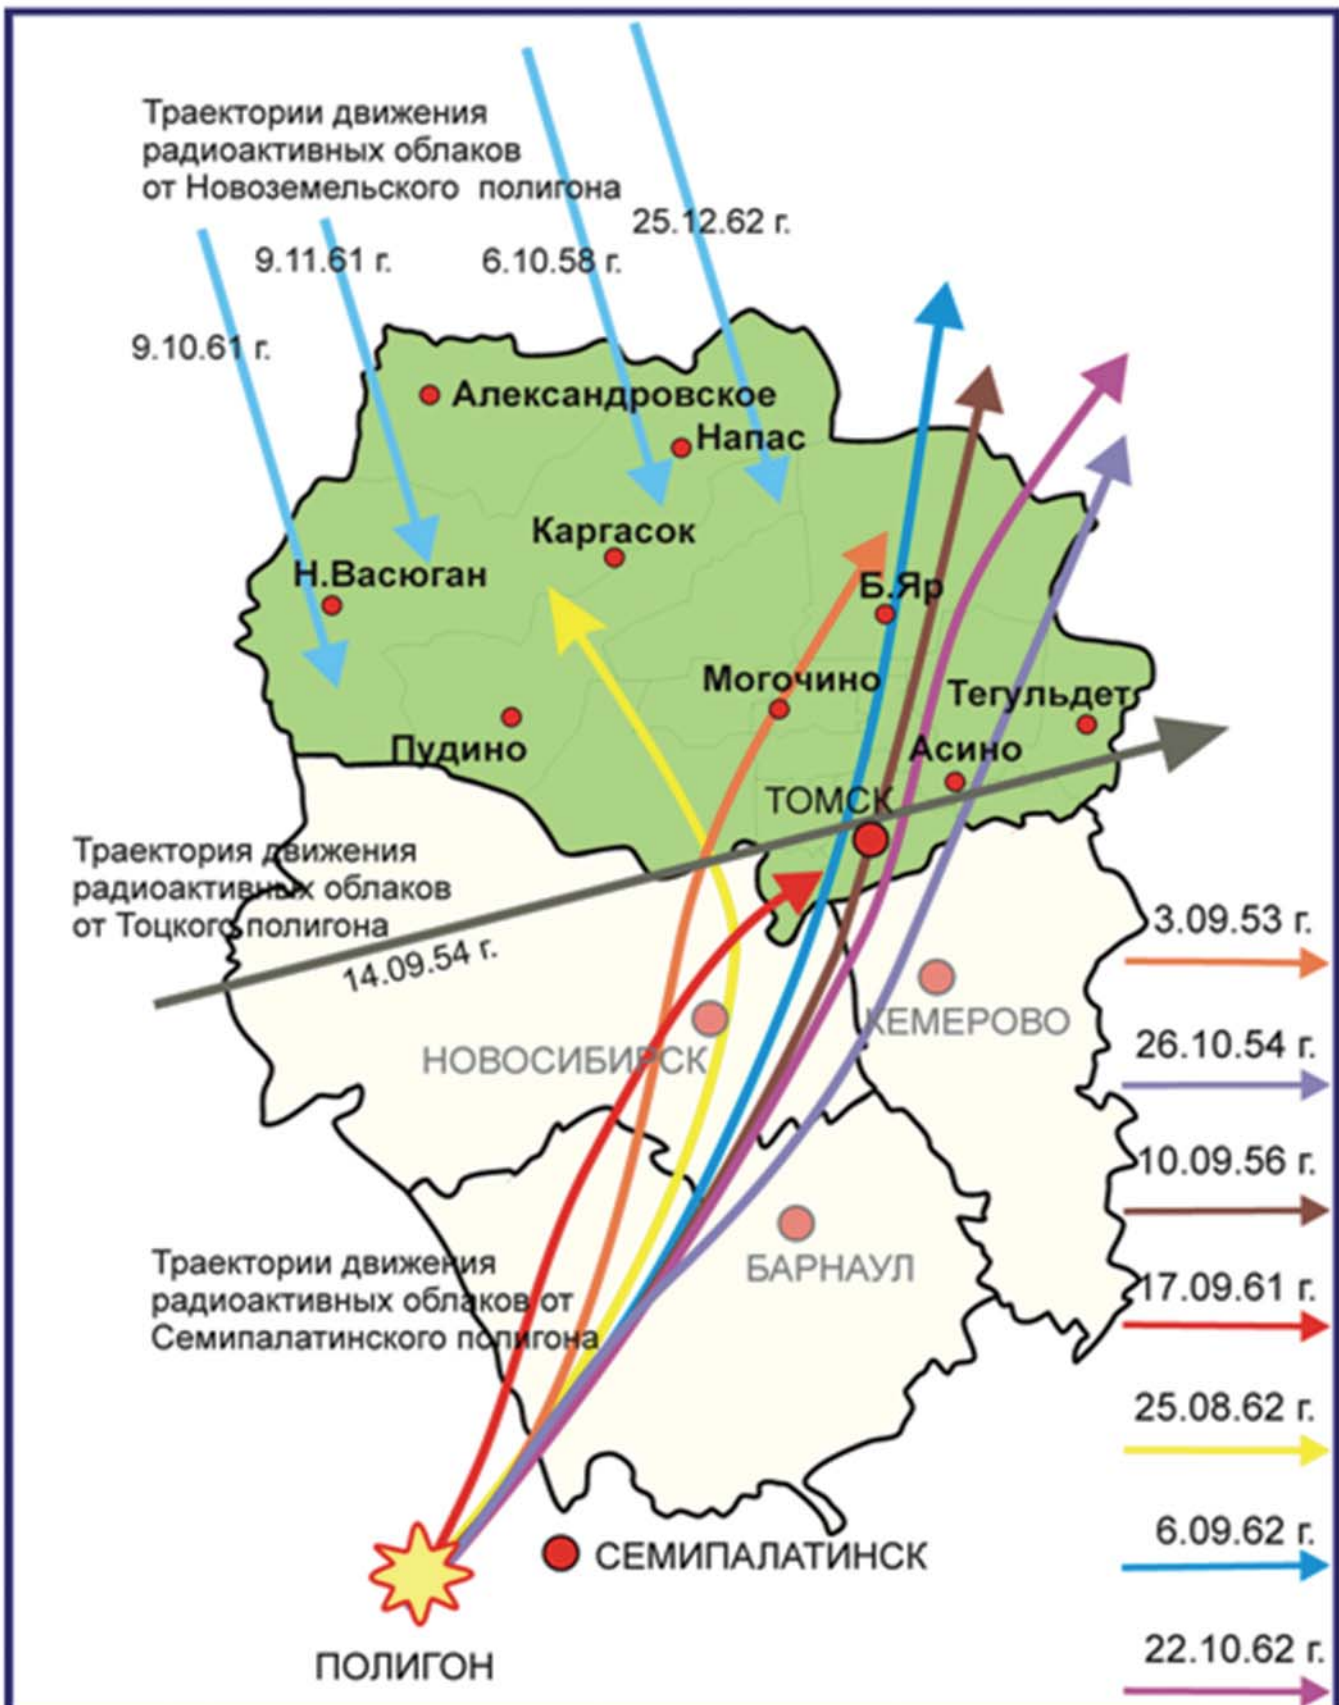 Траектории движения
радиоактивных облаков
от Новоземельского полигона
25.12.62 г.
9.11.61 г.
6.10.58 г.
9.10.61 г.
Александровское
Напас
Каргасок
Н.Васюган
Б.Яр
Могочино
Тегульдет
Пудино
Асино
ТОМСК
Траектория движения
радиоактивных облаков
от Тоцкого полигона
14.09.54 г.
3.09.53 г.
КЕМЕРОВО
НОВОСИБИРСК
26.10.54 г.
10.09.56 г.
БАРНАУЛ
Траектории движения
радиоактивных облаков от
Семипалатинского полигона
17.09.61 г.
25.08.62 г.
6.09.62 г.
СЕМИПАЛАТИНСК
22.10.62 г.
ПОЛИГОН